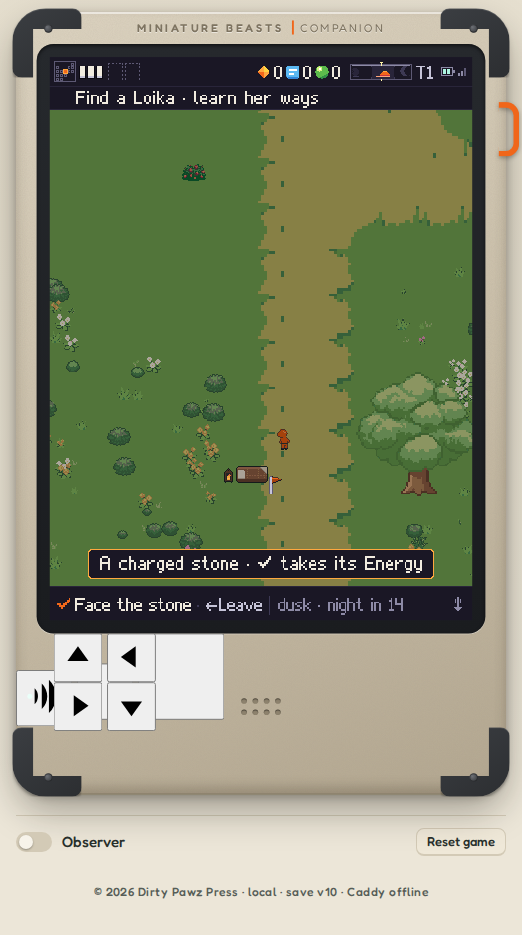 MINIATURE BEASTS | COMPANION
0 0 0 T1
Find a Loika · learn her ways
A charged stone · ✓ takes its Energy
✓ Face the stone · ←Leave | dusk · night in 14
Observer
Reset game
© 2026 Dirty Pawz Press · local · save v10 · Caddy offline